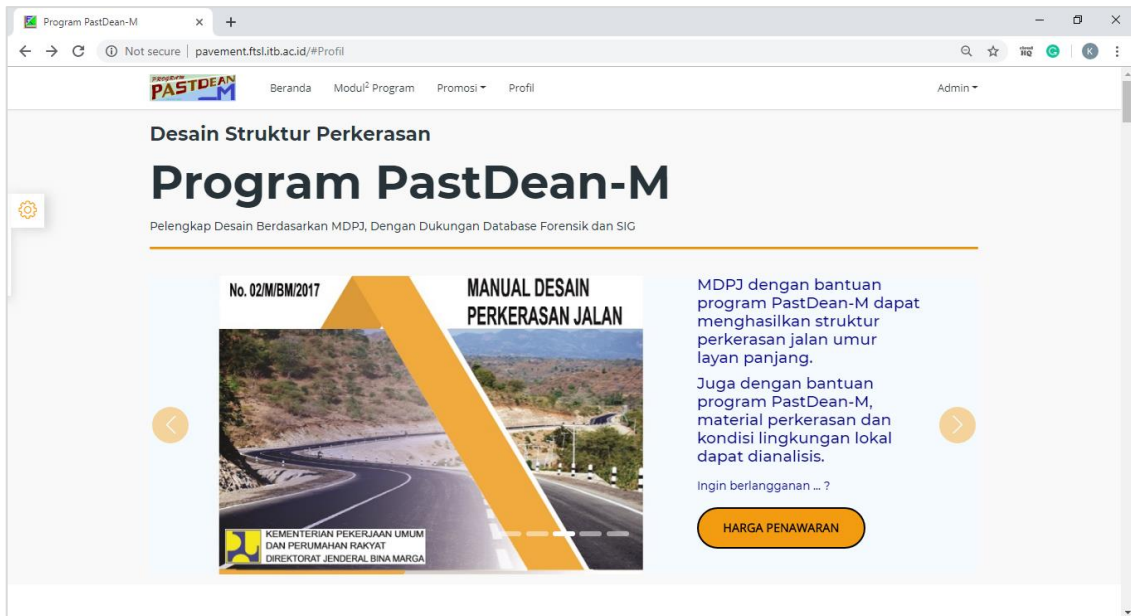 Program PastDean-M
Not secure | pavement.ftsl.itb.ac.id/#Profil
K
PROGRAM
PASTDEAN
M
Beranda Modul² Program Promosi Profil Admin
Desain Struktur Perkerasan
Program PastDean-M
Pelengkap Desain Berdasarkan MDPJ, Dengan Dukungan Database Forensik dan SIG
No. 02/M/BM/2017
MANUAL DESAIN
PERKERASAN JALAN
KEMENTERIAN PEKERJAAN UMUM
DAN PERUMAHAN RAKYAT
DIREKTORAT JENDERAL BINA MARGA
MDPJ dengan bantuan
program PastDean-M dapat
menghasilkan struktur
perkerasan jalan umur
layan panjang.
Juga dengan bantuan
program PastDean-M,
material perkerasan dan
kondisi lingkungan lokal
dapat dianalisis.
Ingin berlangganan ... ?
HARGA PENAWARAN